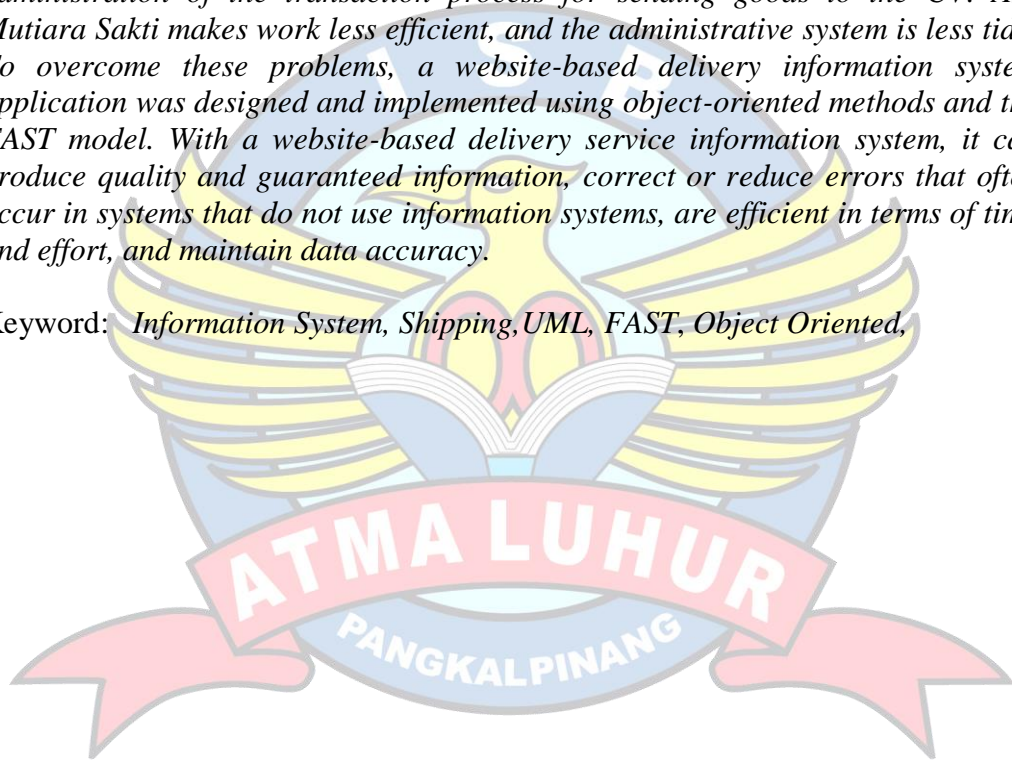 administration of the transaction process for sending goods to the CV.
Mutiara Sakti makes work less efficient, and the administrative system is less
overcome these problems, a website-based delivery information
application was designed and implemented using object-oriented methods and
FAST model. With a website-based delivery service information system, it
produce quality and guaranteed information, correct or reduce errors that
occur in systems that do not use information systems, are efficient in terms of
and effort, and maintain data accuracy.
Keyword: Information System, Shipping,UML, FAST, Object Oriented,
I S B
ATMA LUHUR
PANGKALPINANG